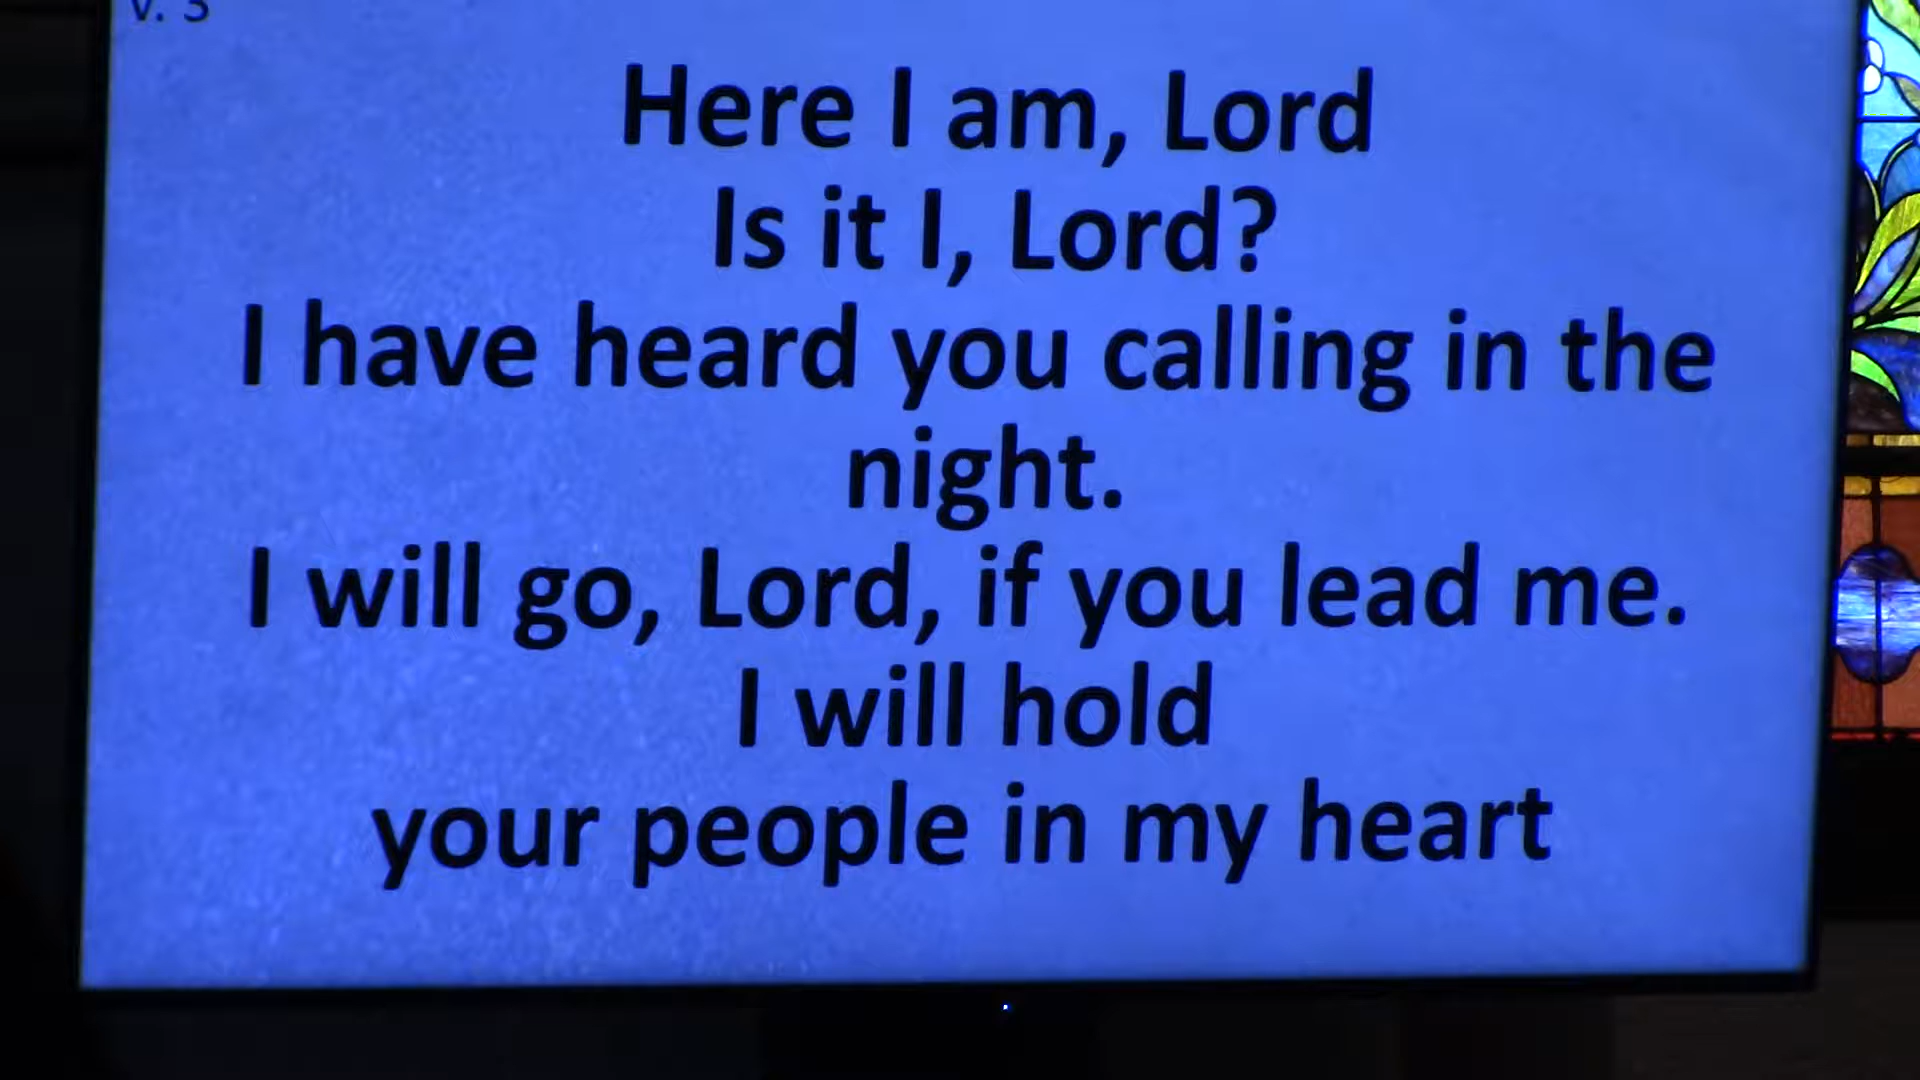 v. 3
Here I am, Lord
Is it I, Lord?
I have heard you calling in the
night.
I will go, Lord, if you lead me.
I will hold
your people in my heart